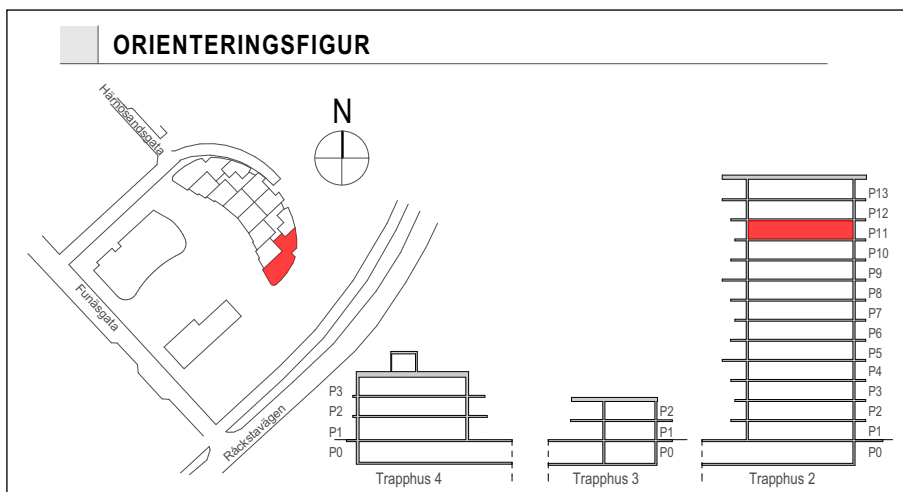 ORIENTERINGSFIGUR
Härnösandsgata
N
Funäsgata
Råckstavägen
P3
P2
P1
P0
Trapphus 4
P2
P1
P0
Trapphus 3
P13
P12
P11
P10
P9
P8
P7
P6
P5
P4
P3
P2
P1
P0
Trapphus 2